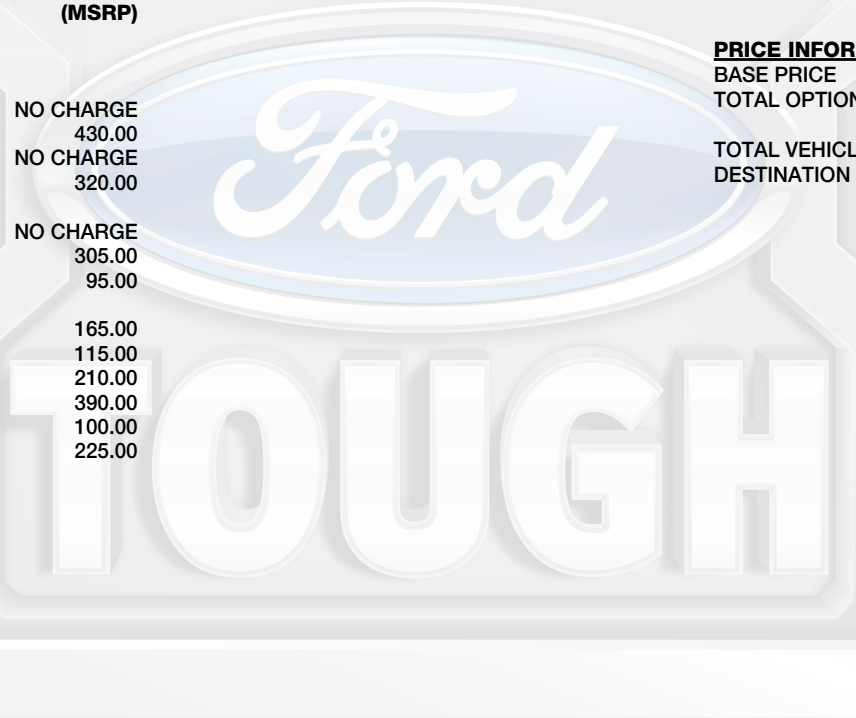 (MSRP)
NO CHARGE
430.00
NO CHARGE
320.00
NO CHARGE
305.00
95.00
165.00
115.00
210.00
390.00
100.00
225.00
PRICE INFOR
BASE PRICE
TOTAL OPTION
TOTAL VEHICL
DESTINATION
Ford
TOUGH